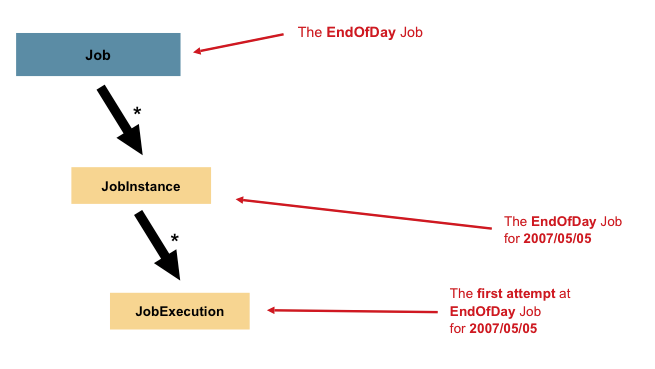 The EndOfDay Job
Job
*
JobInstance
The EndOfDay Job
for 2007/05/05
*
The first attempt at
EndOfDay Job
for 2007/05/05
JobExecution